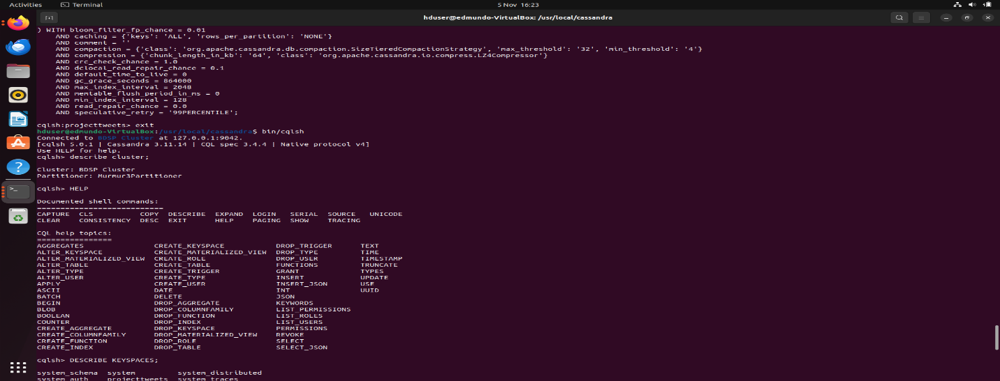 Activities Terminal 5 Nov 16:23
hduser@edmundo-VirtualBox: /usr/local/cassandra
) WITH bloom_filter_fp_chance = 0.01
    AND caching = {'keys': 'ALL', 'rows_per_partition': 'NONE'}
    AND comment = ''
    AND compaction = {'class': 'org.apache.cassandra.db.compaction.SizeTieredCompactionStrategy', 'max_threshold': '32', 'min_threshold': '4'}
    AND compression = {'chunk_length_in_kb': '64', 'class': 'org.apache.cassandra.io.compress.LZ4Compressor'}
    AND crc_check_chance = 1.0
    AND dclocal_read_repair_chance = 0.1
    AND default_time_to_live = 0
    AND gc_grace_seconds = 864000
    AND max_index_interval = 2048
    AND memtable_flush_period_in_ms = 0
    AND min_index_interval = 128
    AND read_repair_chance = 0.0
    AND speculative_retry = '99PERCENTILE';
cqlsh:projecttweets> exit
hduser@edmundo-VirtualBox:/usr/local/cassandra$ bin/cqlsh
Connected to BDSP Cluster at 127.0.0.1:9042.
[cqlsh 5.0.1 | Cassandra 3.11.14 | CQL spec 3.4.4 | Native protocol v4]
Use HELP for help.
cqlsh> describe cluster;
Cluster: BDSP Cluster
Partitioner: Murmur3Partitioner
cqlsh> HELP
Documented shell commands:
===========================
CAPTURE  CLS          COPY  DESCRIBE  EXPAND  LOGIN   SERIAL  SOURCE   UNICODE
CLEAR    CONSISTENCY  DESC  EXIT      HELP    PAGING  SHOW    TRACING
CQL help topics:
================
AGGREGATES               CREATE_KEYSPACE           DROP_TRIGGER      TEXT
ALTER_KEYSPACE           CREATE_MATERIALIZED_VIEW  DROP_TYPE         TIME
ALTER_MATERIALIZED_VIEW  CREATE_ROLE               DROP_USER         TIMESTAMP
ALTER_TABLE              CREATE_TABLE              FUNCTIONS         TRUNCATE
ALTER_TYPE               CREATE_TRIGGER            GRANT             TYPES
ALTER_USER               CREATE_TYPE               INSERT            UPDATE
APPLY                    CREATE_USER               INSERT_JSON       USE
ASCII                    DATE                      INT               UUID
BATCH                    DELETE                    JSON
BEGIN                    DROP_AGGREGATE            KEYWORDS
BLOB                     DROP_COLUMNFAMILY         LIST_PERMISSIONS
BOOLEAN                  DROP_FUNCTION             LIST_ROLES
COUNTER                  DROP_INDEX                LIST_USERS
CREATE_AGGREGATE         DROP_KEYSPACE             PERMISSIONS
CREATE_COLUMNFAMILY      DROP_MATERIALIZED_VIEW    REVOKE
CREATE_FUNCTION          DROP_ROLE                 SELECT
CREATE_INDEX             DROP_TABLE                SELECT_JSON
cqlsh> DESCRIBE KEYSPACES;
system_schema  system         system_distributed
system_auth    projecttweets  system_traces